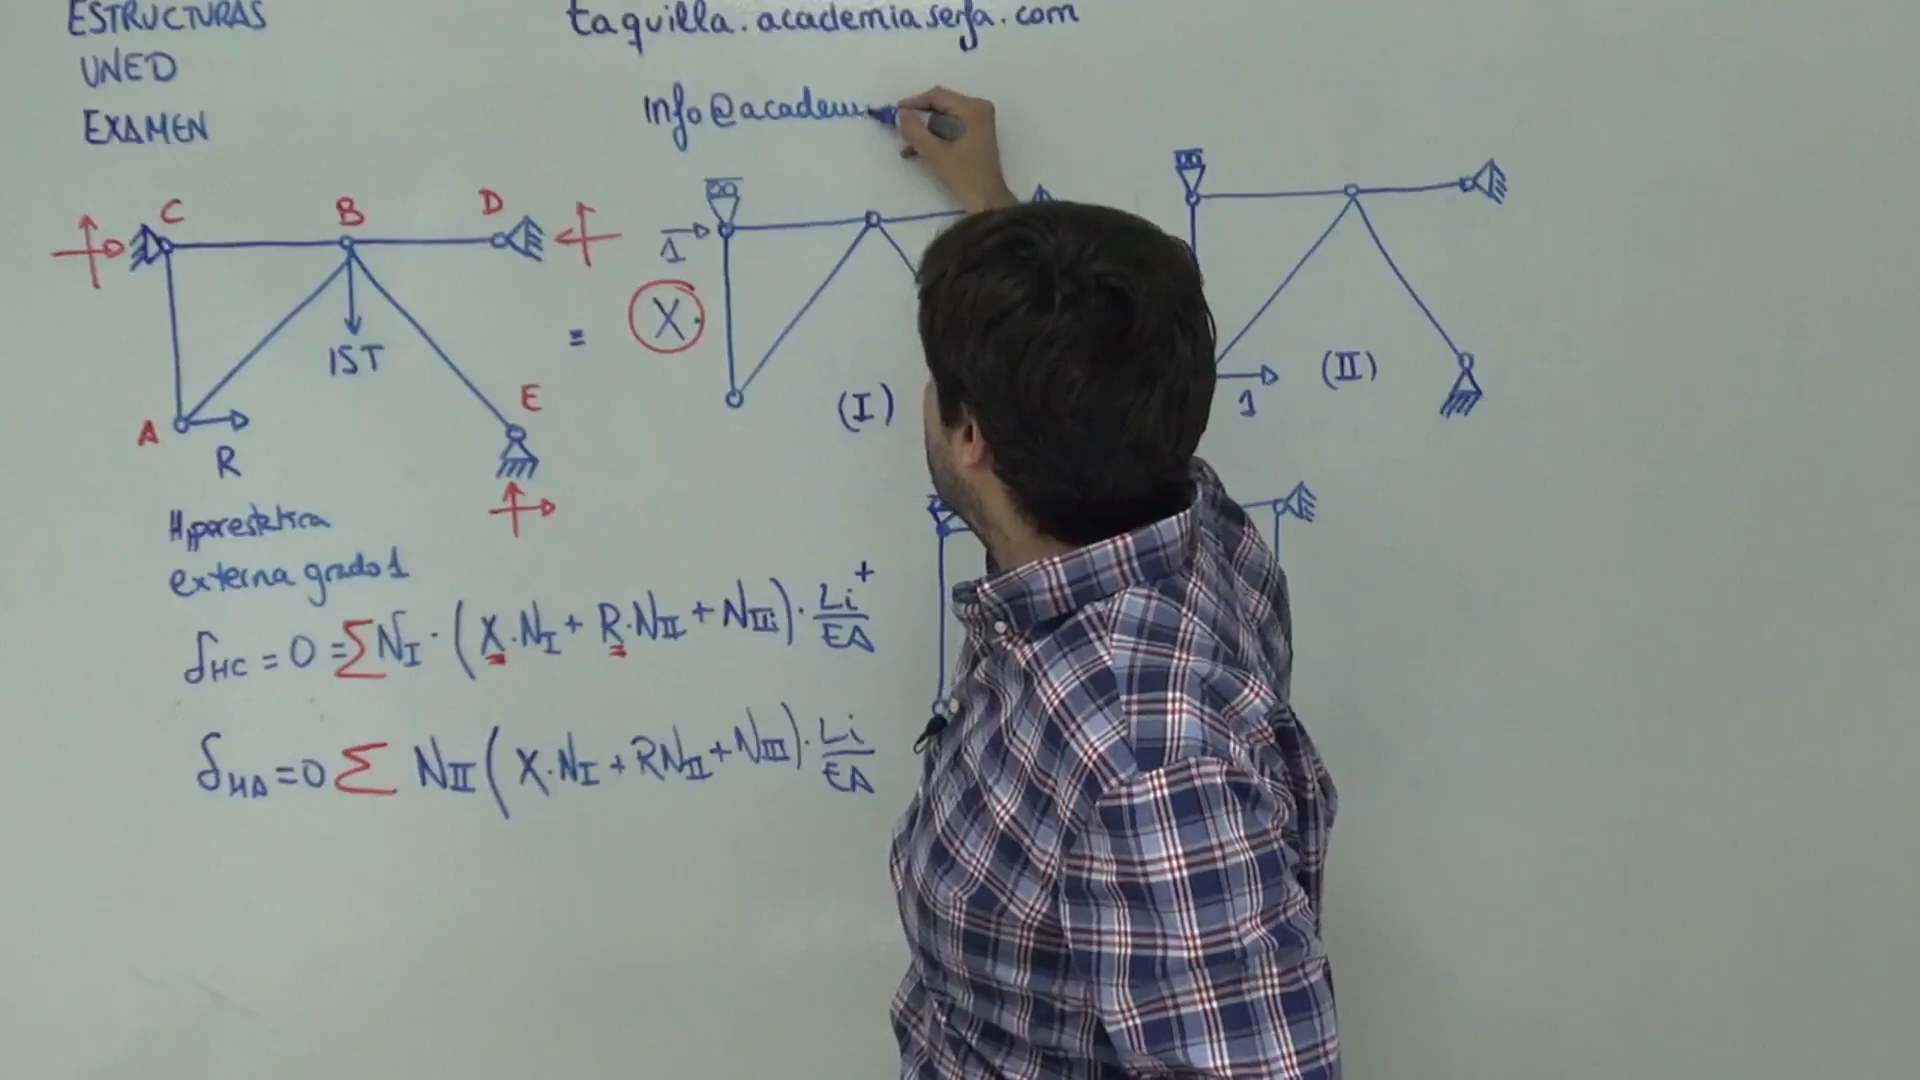 ESTRUCTURAS
UNED
EXAMEN
taquilla.academiaserfa.com
Info@academ
C
B
D
1ST
A
R
E
=
1
X
(I)
1
(II)
Hiperestática
externa grado 1
δHC = 0 = Σ NI · (X·NI + R·NII + NIII) · Li/EA +
δHA = 0 Σ NII (X·NI + RNII + NIII) · Li/EA